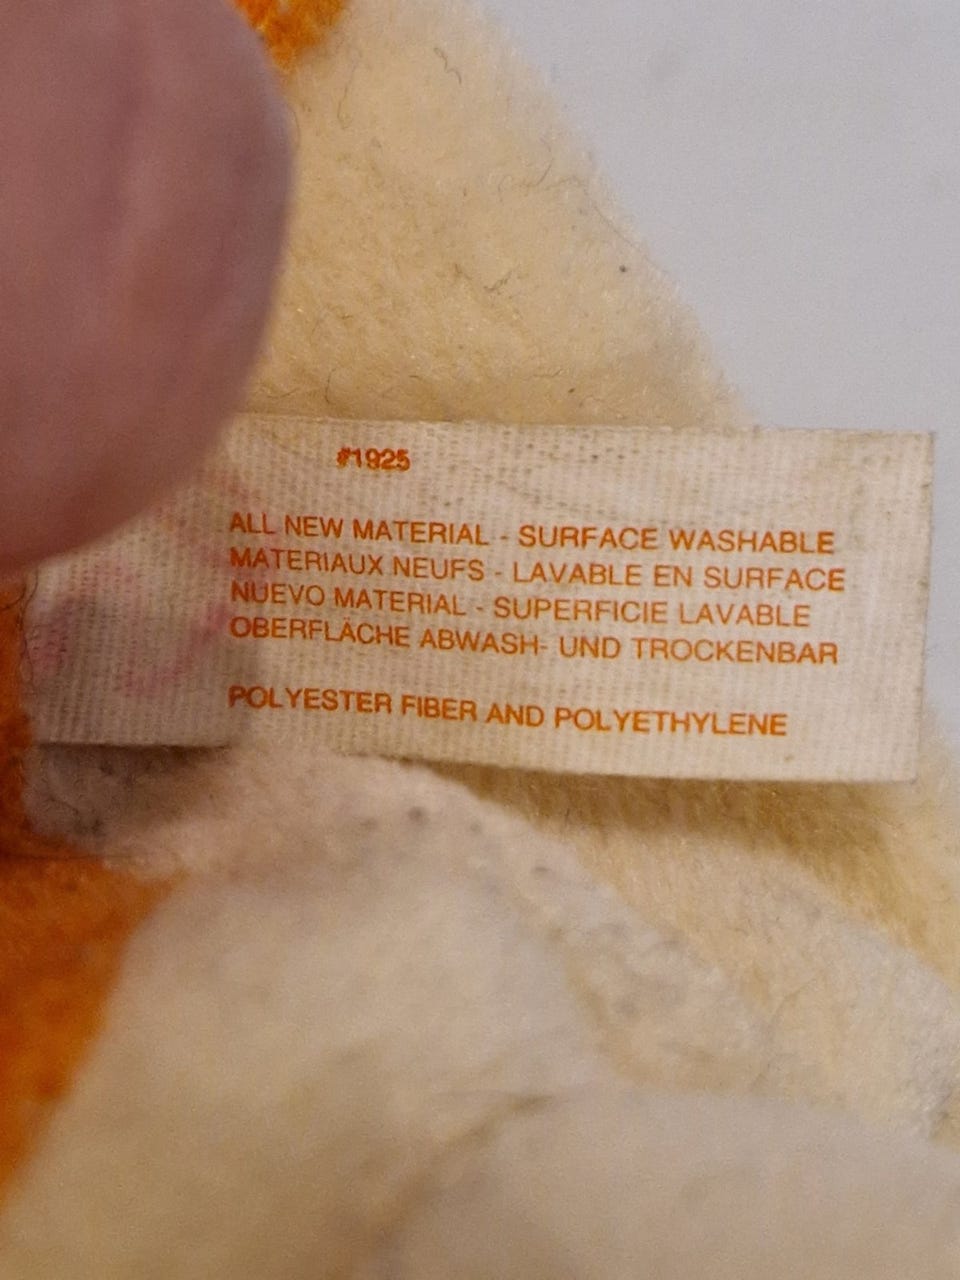 #1925
ALL NEW MATERIAL - SURFACE WASHABLE
MATERIAUX NEUFS - LAVABLE EN SURFACE
NUEVO MATERIAL - SUPERFICIE LAVABLE
OBERFLÄCHE ABWASH- UND TROCKENBAR
POLYESTER FIBER AND POLYETHYLENE